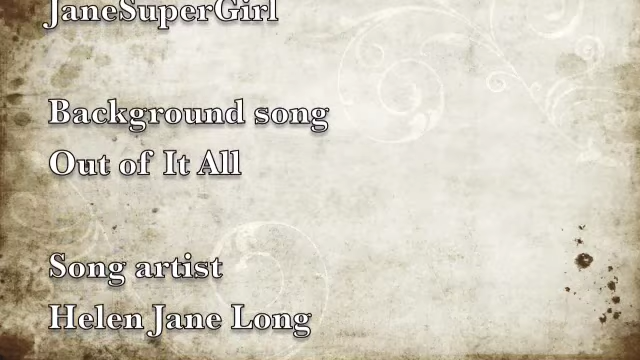 JaneSuperGirl
Background song
Out of It All
Song artist
Helen Jane Long